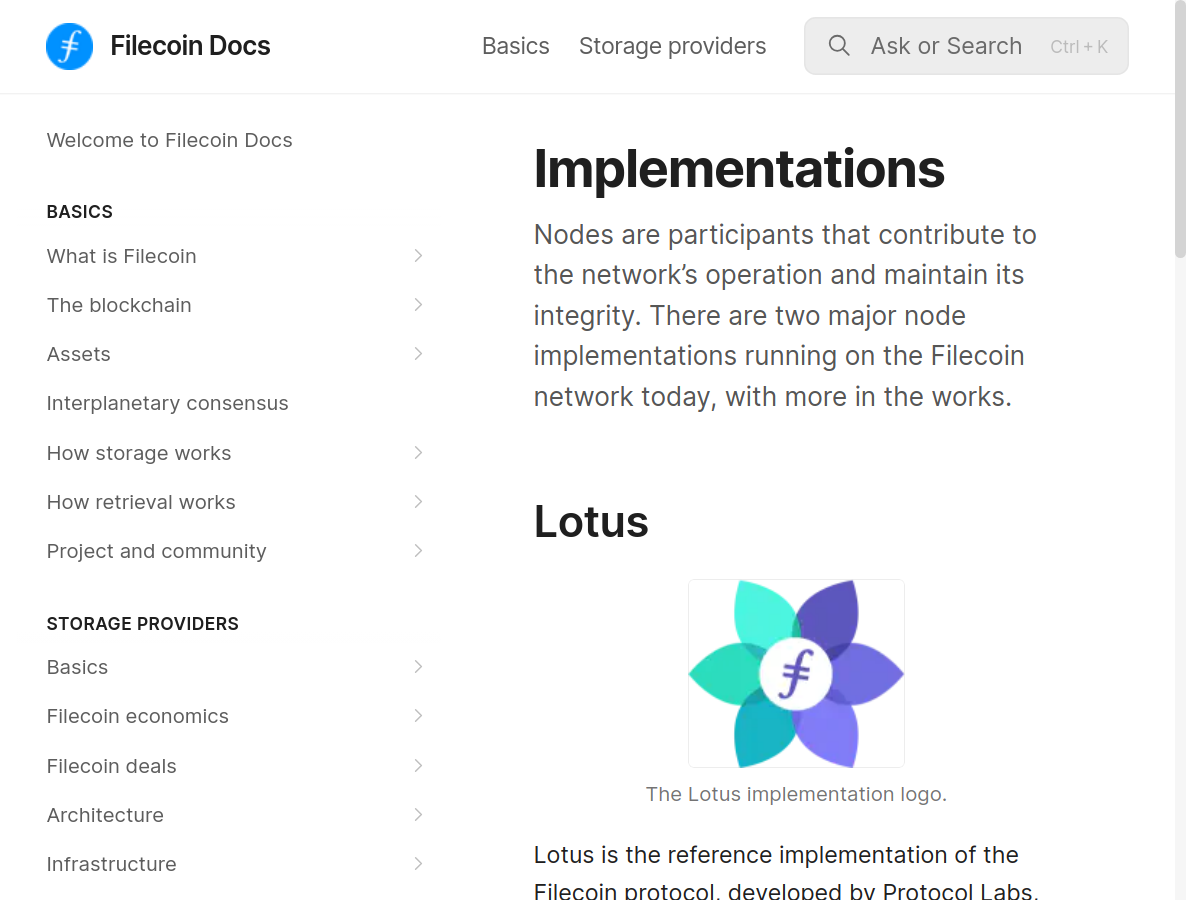 Filecoin Docs
Basics
Storage providers
Ask or Search
Ctrl + K
Welcome to Filecoin Docs
BASICS
What is Filecoin
The blockchain
Assets
Interplanetary consensus
How storage works
How retrieval works
Project and community
STORAGE PROVIDERS
Basics
Filecoin economics
Filecoin deals
Architecture
Infrastructure
Implementations
Nodes are participants that contribute to
the network’s operation and maintain its
integrity. There are two major node
implementations running on the Filecoin
network today, with more in the works.
Lotus
The Lotus implementation logo.
Lotus is the reference implementation of the
Filecoin protocol, developed by Protocol Labs.